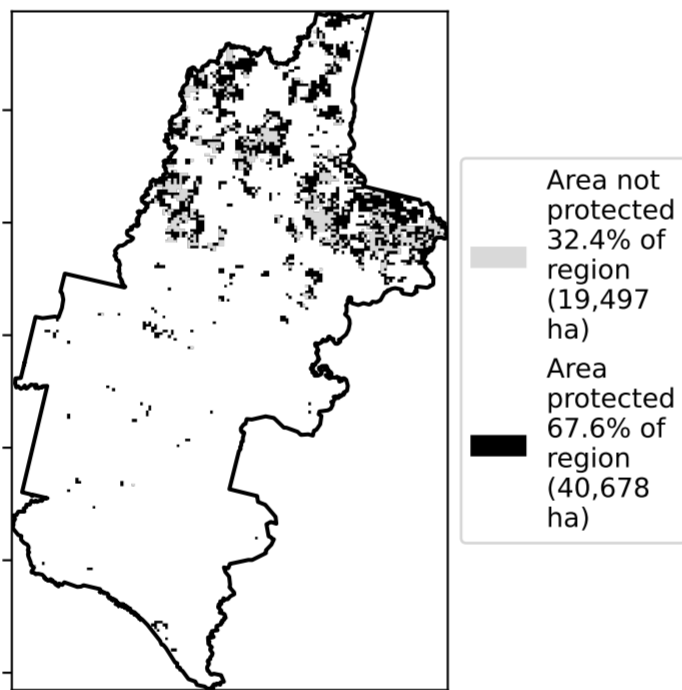 Area not
protected
32.4% of
region
(19,497
ha)
Area
protected
67.6% of
region
(40,678
ha)